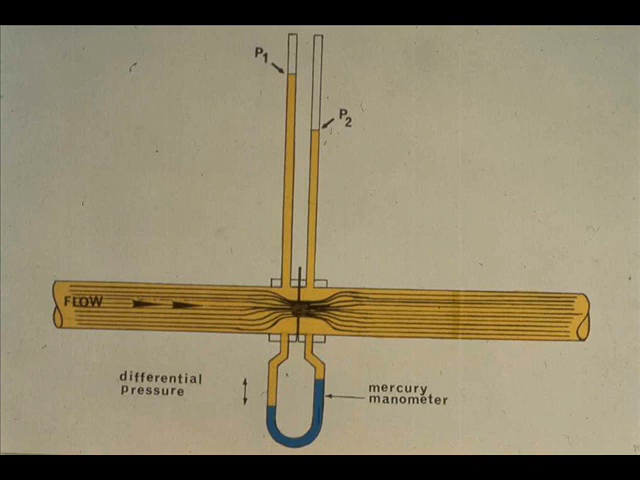 P1
P2
FLOW
differential
pressure
mercury
manometer